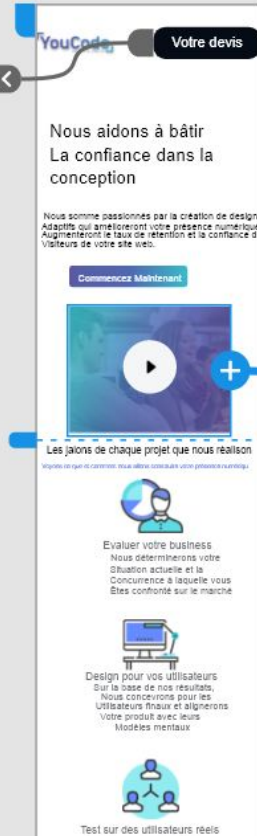 YouCode
Votre devis
Nous aidons à bâtir
La confiance dans la
conception
Nous somme passionnés par la création de design
Adaptifs qui amélioreront votre présence numérique
Augmenteront le taux de rétention et la confiance d
Visiteurs de votre site web.
Commencez Maintenant
Les jalons de chaque projet que nous réalison
Evaluer votre business
Nous déterminerons votre
Situation actuelle et la
Concurrence à laquelle vous
Êtes confronté sur le marché
Design pour vos utilisateurs
Sur la base de nos résultats,
Nous concevrons pour les
Utilisateurs finaux et alignerons
Votre produit avec leurs
Modèles mentaux
Test sur des utilisateurs réels